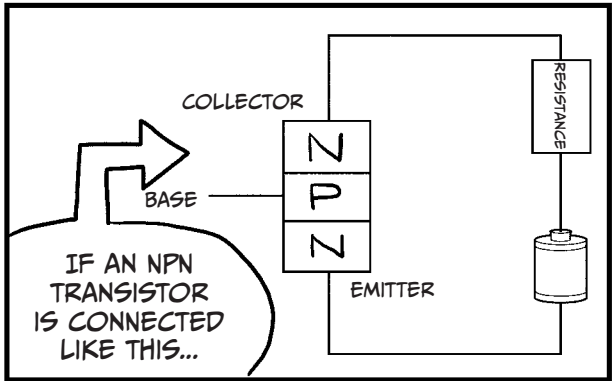 COLLECTOR
RESISTANCE
N
BASE
P
N
EMITTER
IF AN NPN
TRANSISTOR
IS CONNECTED
LIKE THIS...